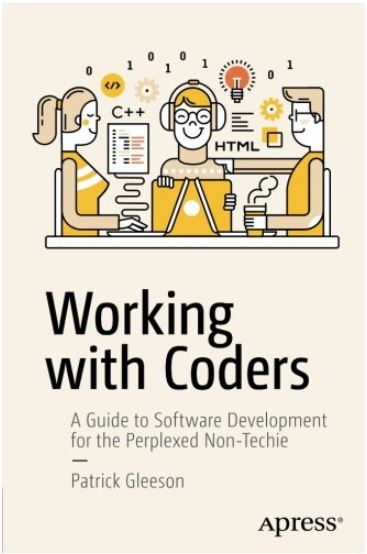 0 1 0 1 0 1 0 1
</>
C++
HTML
Working
with Coders
A Guide to Software Development
for the Perplexed Non-Techie
Patrick Gleeson
Apress®